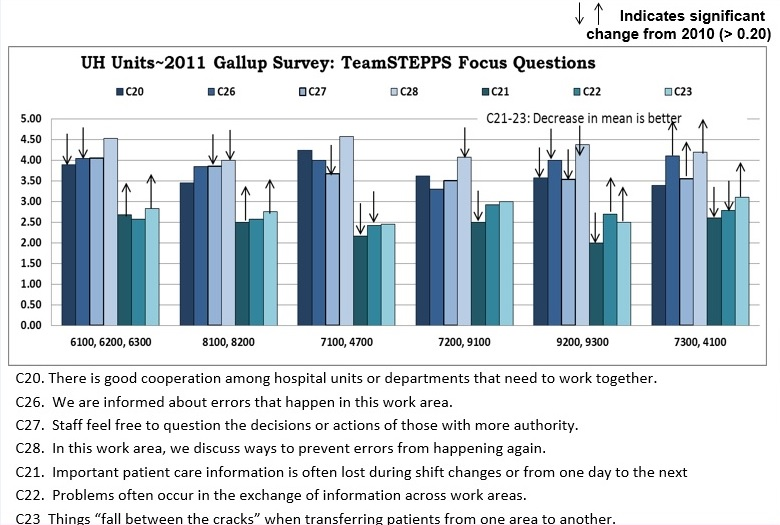 ↓ ↑ Indicates significant
change from 2010 (> 0.20)
UH Units~2011 Gallup Survey: TeamSTEPPS Focus Questions
C20 C26 C27 C28 C21 C22 C23
C21-23: Decrease in mean is better
5.00
4.50
4.00
3.50
3.00
2.50
2.00
1.50
1.00
0.50
0.00
6100, 6200, 6300 8100, 8200 7100, 4700 7200, 9100 9200, 9300 7300, 4100
C20. There is good cooperation among hospital units or departments that need to work together.
C26. We are informed about errors that happen in this work area.
C27. Staff feel free to question the decisions or actions of those with more authority.
C28. In this work area, we discuss ways to prevent errors from happening again.
C21. Important patient care information is often lost during shift changes or from one day to the next
C22. Problems often occur in the exchange of information across work areas.
C23 Things “fall between the cracks” when transferring patients from one area to another.